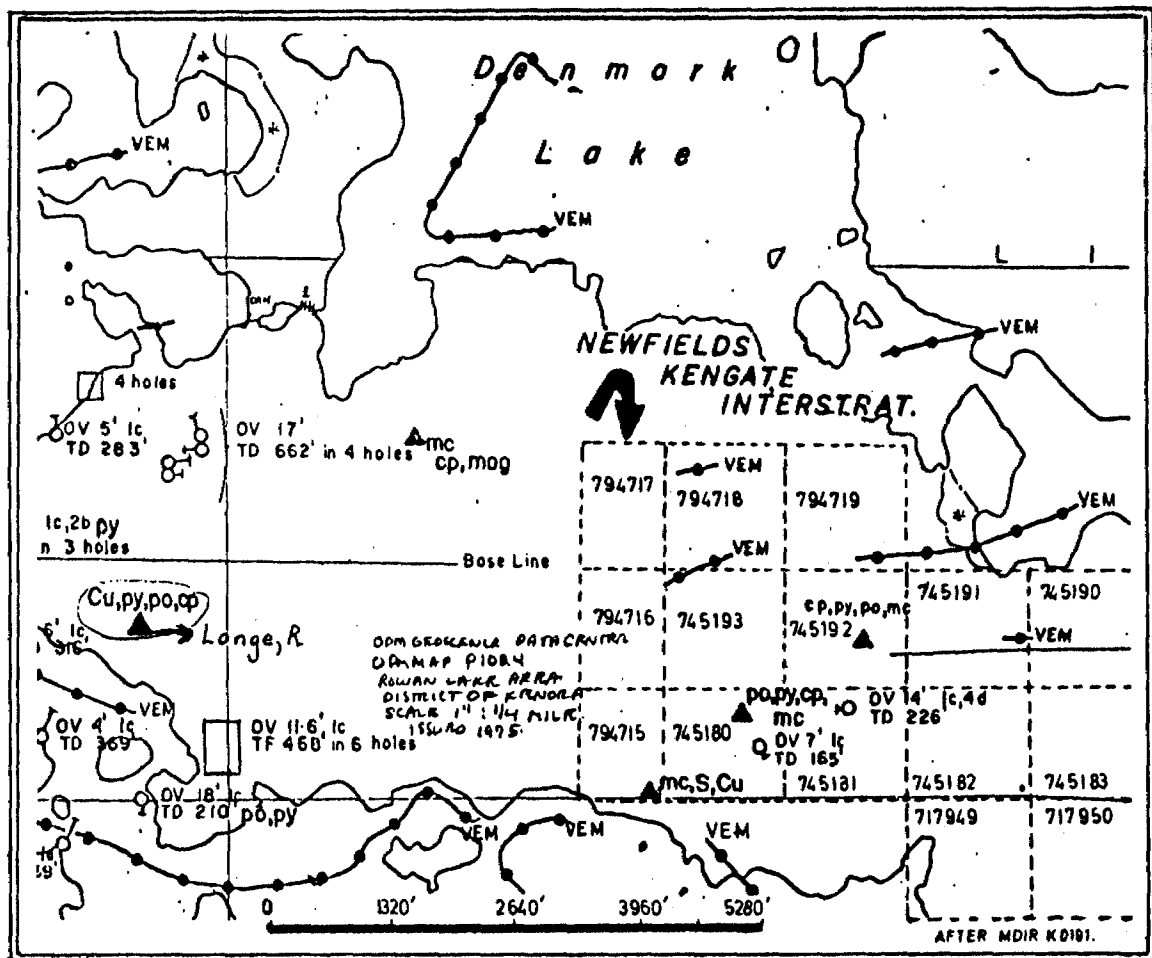 Denmark
Lake
VEM
VEM
L I
DAM
VEM
4 holes
NEWFIELDS
KENGATE
INTERSTRAT.
OV 5' lc
TD 283'
OV 17'
TD 662' in 4 holes
mc
cp, mag
794717
VEM
794718
794719
VEM
lc,2b py
n 3 holes
Base Line
VEM
745191
745190
Cu,py,po,cp
Longe, R
794716
745193
cp,py,po,mc
745192
VEM
6' lc,
316'
ODM GEOSCIENCE DATA CENTRE
ODM MAP P1084
ROWAN LAKE AREA
DISTRICT OF KENORA
SCALE 1" : 1/4 MILE
ISSUED 1975.
VEM
OV 4' lc
TD 369'
OV 11.6' lc
TF 460' in 6 holes
794715
745180
po,py,cp,
mc
OV 14' lc,4d
TD 226'
OV 7' lc
TD 165'
mc,S,Cu
745181
745182
745183
OV 18' lc
TD 210'
po,py
717949
717950
VEM
VEM
VEM
39'
0 1320' 2640' 3960' 5280'
AFTER MDIR K0191.